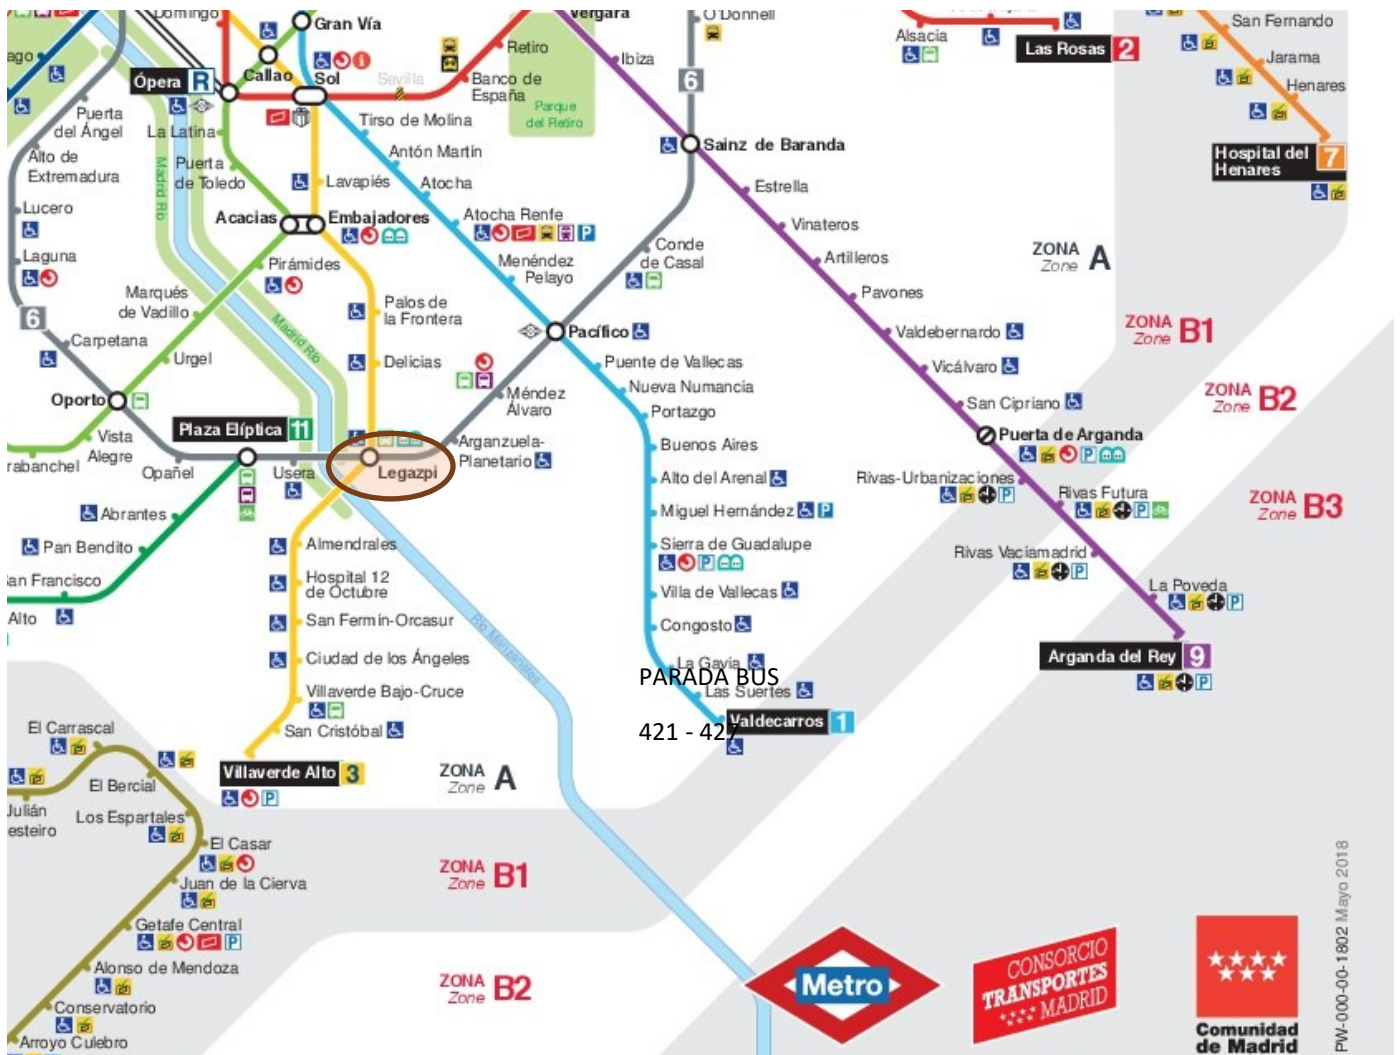 Domingo
Gran Vía
Vergara
O'Donnell
San Fernando
Retiro
Alsacia
Las Rosas 2
Jarama
Henares
ago
Callao
Sol
Sevilla
Ibiza
Ópera R
Banco de
España
6
Parque
del Retiro
Puerta
del Ángel
La Latina
Tirso de Molina
Sainz de Baranda
Hospital del
Henares
7
Alto de
Extremadura
Madrid Río
Puerta
de Toledo
Antón Martín
Lavapiés
Atocha
Estrella
Lucero
Acacias
Embajadores
Atocha Renfe
Vinateros
Laguna
Pirámides
Menéndez
Pelayo
Conde
de Casal
Artilleros
ZONA
Zone A
Marqués
de Vadillo
Palos de
la Frontera
Pavones
6
Madrid Río
Pacífico
Valdebernardo
ZONA
Zone B1
Carpetana
Urgel
Delicias
Puente de Vallecas
Vicálvaro
Nueva Numancia
Méndez
Álvaro
Oporto
Portazgo
San Cipriano
ZONA
Zone B2
Plaza Elíptica 11
Vista
Alegre
Arganzuela-
Planetario
Buenos Aires
Puerta de Arganda
rabanchel
Opañel
Usera
Legazpi
Alto del Arenal
Rivas-Urbanizaciones
Rivas Futura
ZONA
Zone B3
Abrantes
Miguel Hernández
Pan Bendito
Almendrales
Sierra de Guadalupe
Rivas Vaciamadrid
an Francisco
Hospital 12
de Octubre
Villa de Vallecas
La Poveda
Alto
San Fermín-Orcasur
Río Manzanares
Congosto
Ciudad de los Ángeles
La Gavia
Arganda del Rey 9
PARADA BUS
Villaverde Bajo-Cruce
Las Suertes
421 - 427
Valdecarros 1
El Carrascal
San Cristóbal
Villaverde Alto 3
ZONA
Zone A
El Bercial
Julián
esteiro
Los Espartales
El Casar
Juan de la Cierva
ZONA
Zone B1
Getafe Central
Alonso de Mendoza
ZONA
Zone B2
Conservatorio
Arroyo Culebro
Metro
CONSORCIO
TRANSPORTES
MADRID
Comunidad
de Madrid
PW-000-00-1802 Mayo 2018